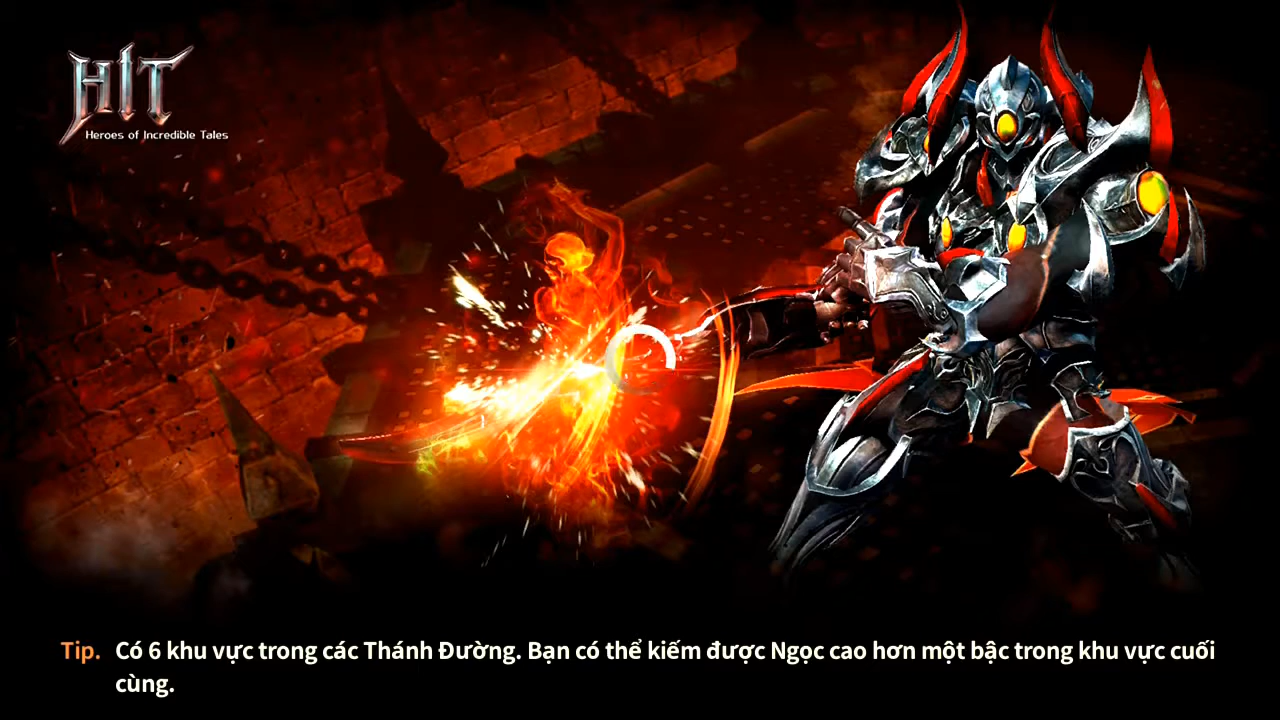 HIT
Heroes of Incredible Tales
Tip. Có 6 khu vực trong các Thánh Đường. Bạn có thể kiếm được Ngọc cao hơn một bậc trong khu vực cuối
cùng.